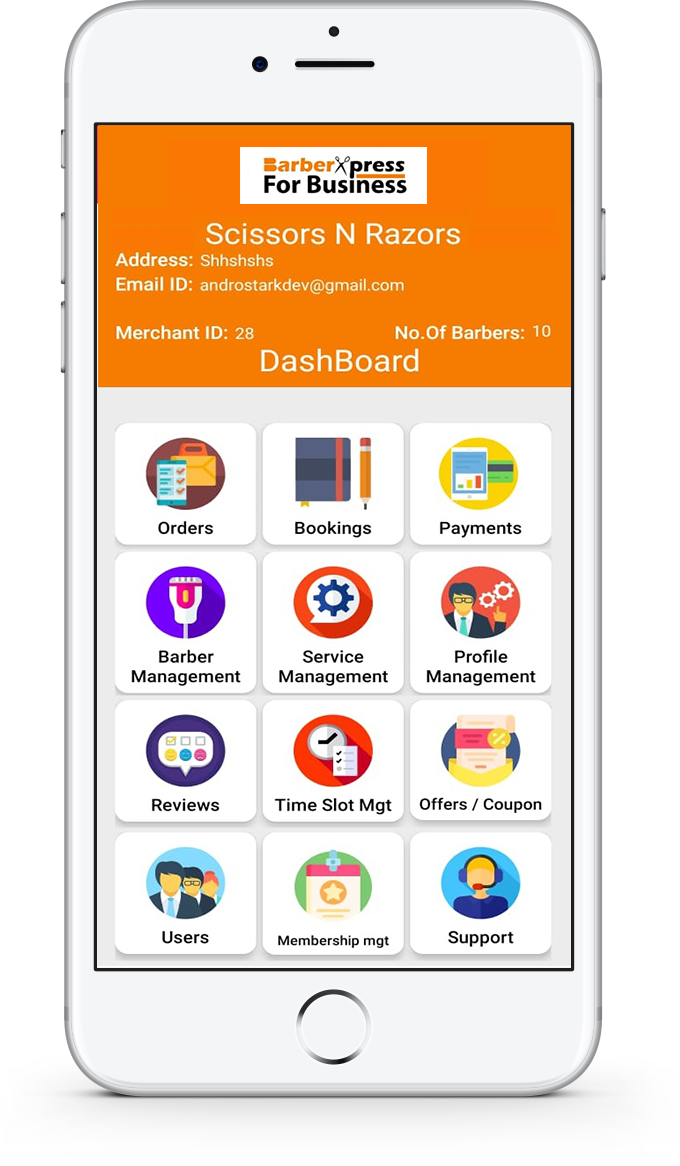 BarberXpress
For Business
Scissors N Razors
Address: Shhshshs
Email ID: androstarkdev@gmail.com
Merchant ID: 28 No.Of Barbers: 10
DashBoard
Orders Bookings Payments
Barber Service Profile
Management Management Management
Reviews Time Slot Mgt Offers / Coupon
Users Membership mgt Support